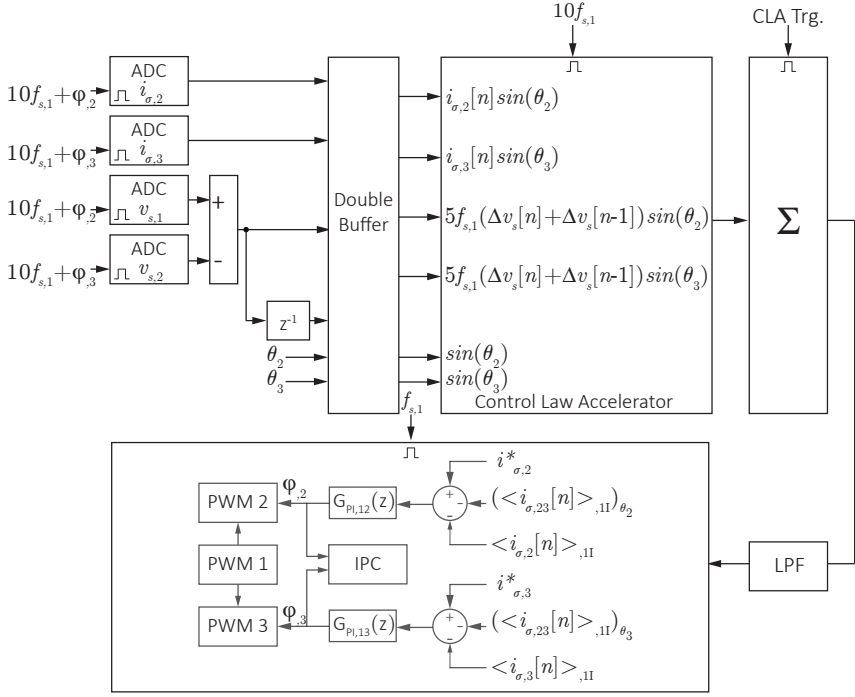 10f_{s,1}
CLA Trg.
10f_{s,1}+φ_{,2}
ADC
i_{σ,2}
10f_{s,1}+φ_{,3}
ADC
i_{σ,3}
10f_{s,1}+φ_{,2}
ADC
v_{s,1}
+
10f_{s,1}+φ_{,3}
ADC
v_{s,2}
-
z^{-1}
θ_2
θ_3
Double
Buffer
i_{σ,2}[n]sin(θ_2)
i_{σ,3}[n]sin(θ_3)
5f_{s,1}(Δv_s[n]+Δv_s[n-1])sin(θ_2)
5f_{s,1}(Δv_s[n]+Δv_s[n-1])sin(θ_3)
sin(θ_2)
sin(θ_3)
Control Law Accelerator
Σ
f_{s,1}
PWM 2
φ_{,2}
G_{PI,12}(z)
+
-
-
i*_{σ,2}
(<i_{σ,23}[n]>_{,1I})_{θ_2}
<i_{σ,2}[n]>_{,1I}
PWM 1
IPC
LPF
PWM 3
φ_{,3}
G_{PI,13}(z)
+
-
-
i*_{σ,3}
(<i_{σ,23}[n]>_{,1I})_{θ_3}
<i_{σ,3}[n]>_{,1I}